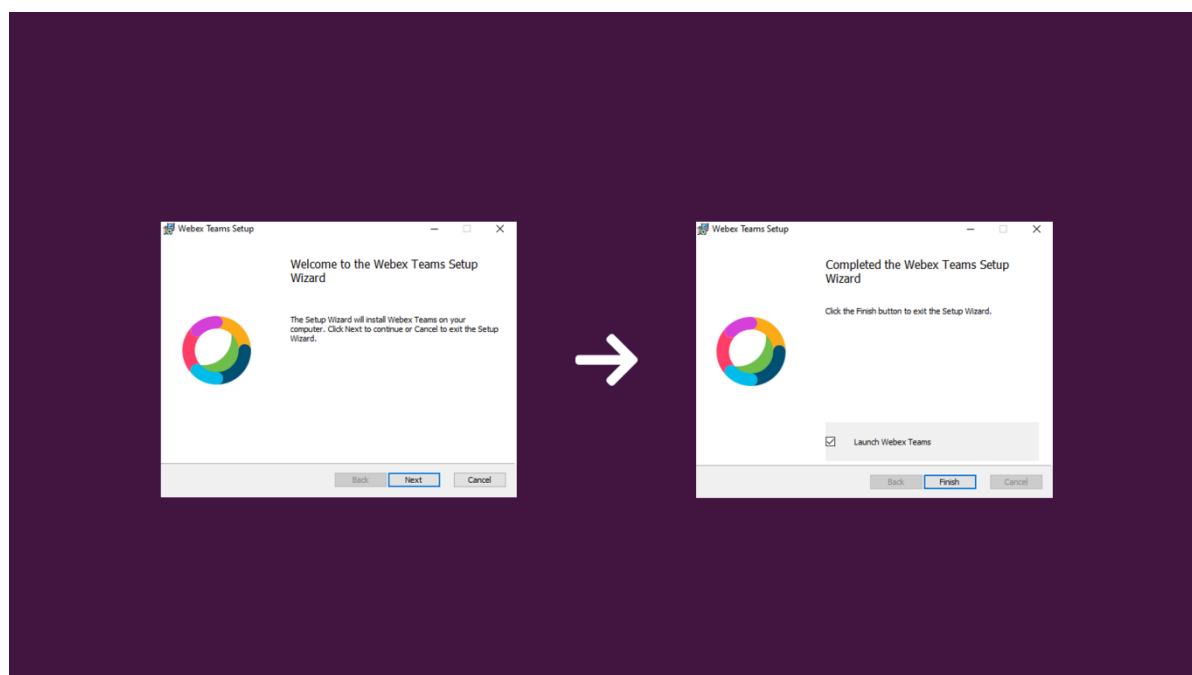 Webex Teams Setup
Welcome to the Webex Teams Setup
Wizard
The Setup Wizard will install Webex Teams on your
computer. Click Next to continue or Cancel to exit the Setup
Wizard.
Back Next Cancel
Webex Teams Setup
Completed the Webex Teams Setup
Wizard
Click the Finish button to exit the Setup Wizard.
Launch Webex Teams
Back Finish Cancel